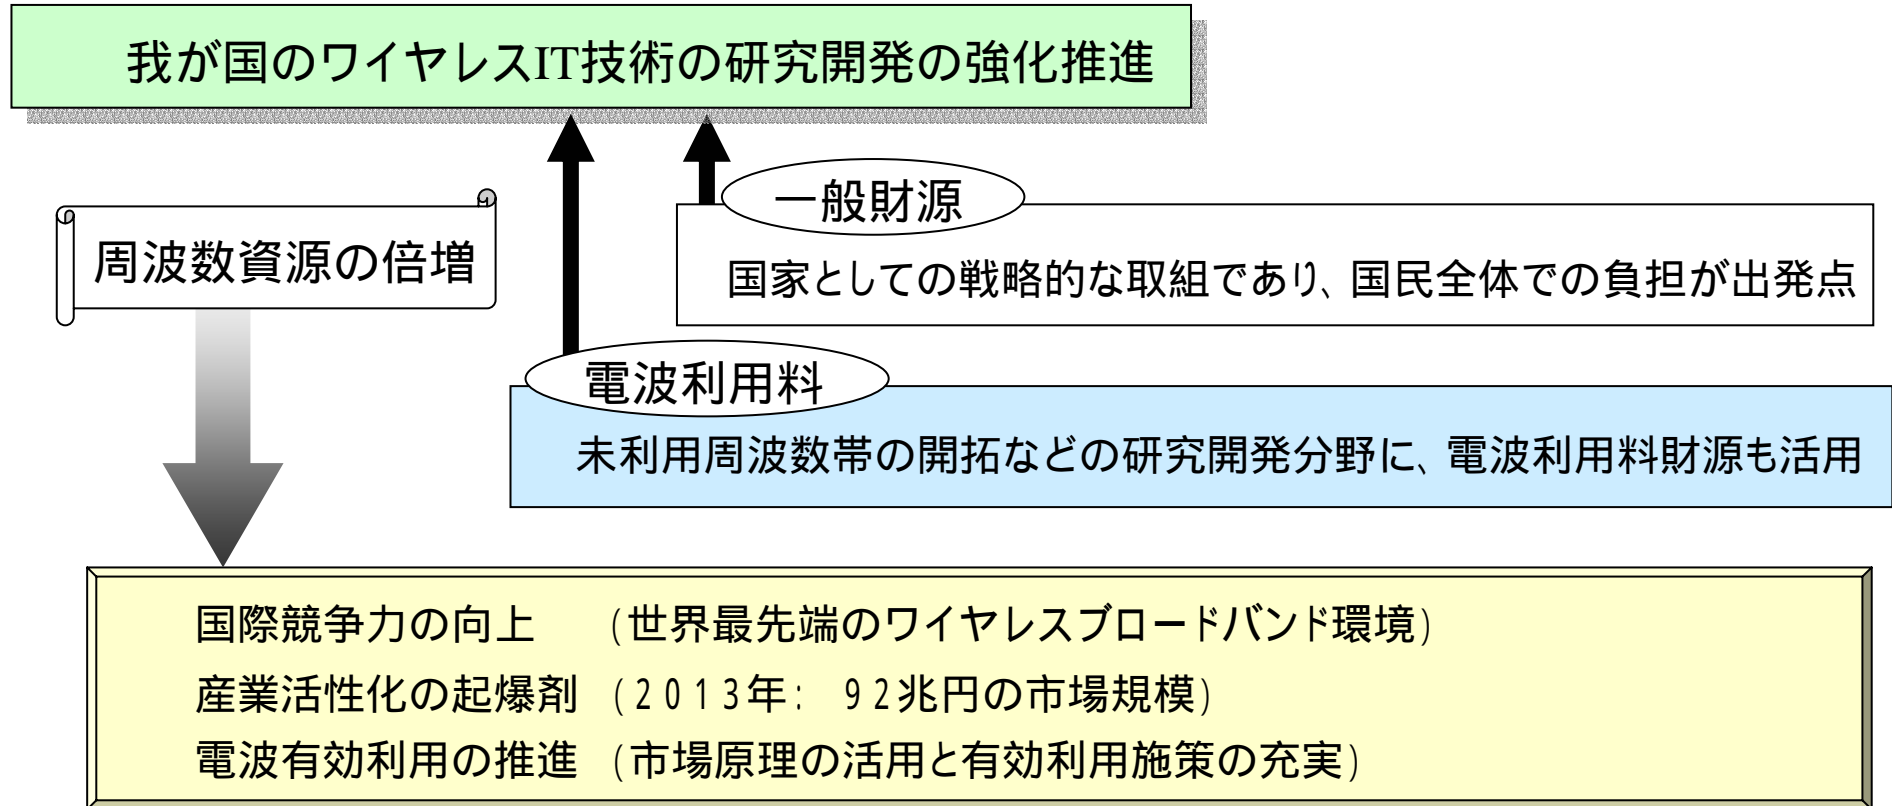 我が国のワイヤレスIT技術の研究開発の強化推進
一般財源
国家としての戦略的な取組であり、国民全体での負担が出発点
周波数資源の倍増
電波利用料
未利用周波数帯の開拓などの研究開発分野に、電波利用料財源も活用
国際競争力の向上　(世界最先端のワイヤレスブロードバンド環境)
産業活性化の起爆剤　(2013年：　92兆円の市場規模)
電波有効利用の推進　(市場原理の活用と有効利用施策の充実)